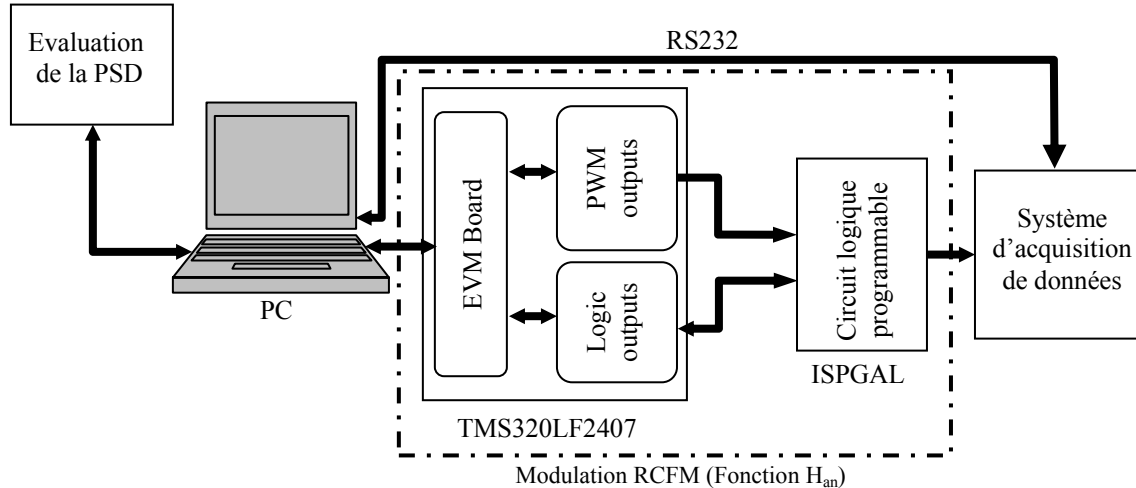 Evaluation
de la PSD
RS232
PC
EVM Board
PWM
outputs
Logic
outputs
TMS320LF2407
Circuit logique
programmable
ISPGAL
Système
d'acquisition
de données
Modulation RCFM (Fonction Han)